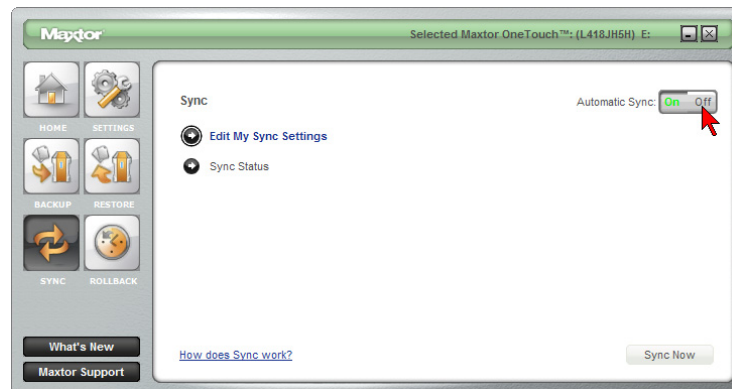 Maxtor
Selected Maxtor OneTouch™: (L418JH5H) E:
HOME SETTINGS
BACKUP RESTORE
SYNC ROLLBACK
What's New
Maxtor Support
Sync
Automatic Sync: On Off
Edit My Sync Settings
Sync Status
How does Sync work?
Sync Now